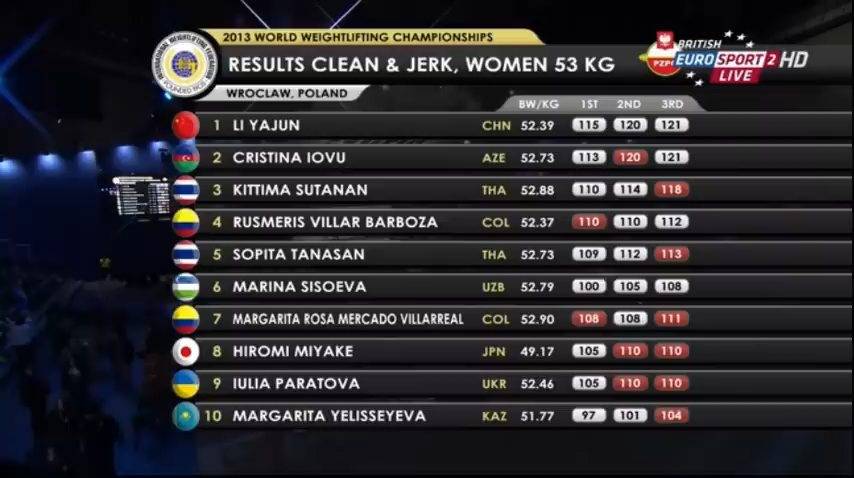 2013 WORLD WEIGHTLIFTING CHAMPIONSHIPS
RESULTS CLEAN & JERK, WOMEN 53 KG
WROCLAW, POLAND
PZPC
BRITISH
EUROSPORT 2 HD
LIVE
BW/KG 1ST 2ND 3RD
1 LI YAJUN CHN 52.39 115 120 121
2 CRISTINA IOVU AZE 52.73 113 120 121
3 KITTIMA SUTANAN THA 52.88 110 114 118
4 RUSMERIS VILLAR BARBOZA COL 52.37 110 110 112
5 SOPITA TANASAN THA 52.73 109 112 113
6 MARINA SISOEVA UZB 52.79 100 105 108
7 MARGARITA ROSA MERCADO VILLARREAL COL 52.90 108 108 111
8 HIROMI MIYAKE JPN 49.17 105 110 110
9 IULIA PARATOVA UKR 52.46 105 110 110
10 MARGARITA YELISSEYEVA KAZ 51.77 97 101 104